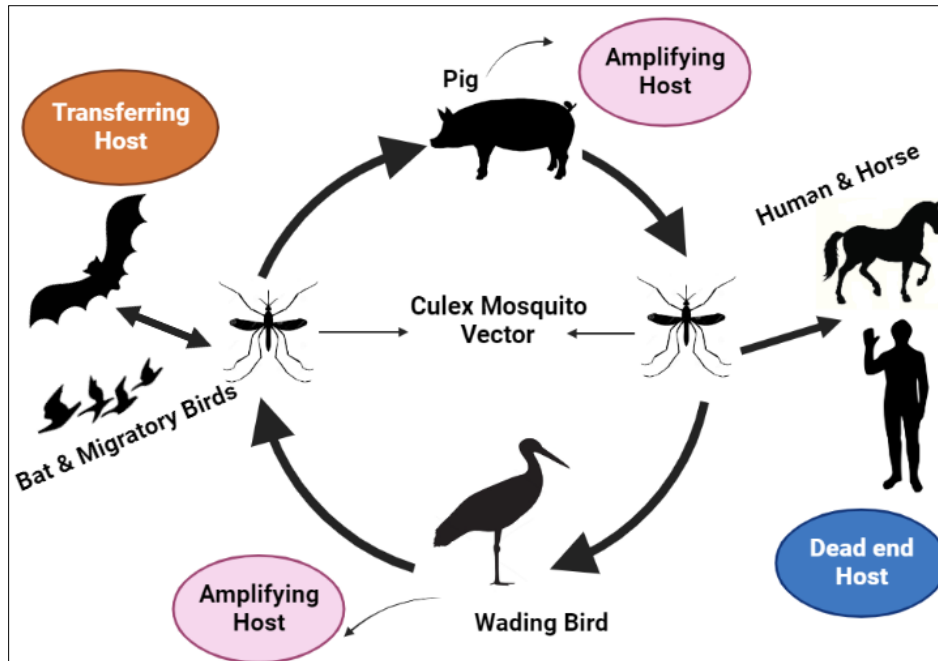 Pig
Amplifying
Host
Transferring
Host
Human & Horse
Culex Mosquito
Vector
Bat & Migratory Birds
Amplifying
Host
Wading Bird
Dead end
Host